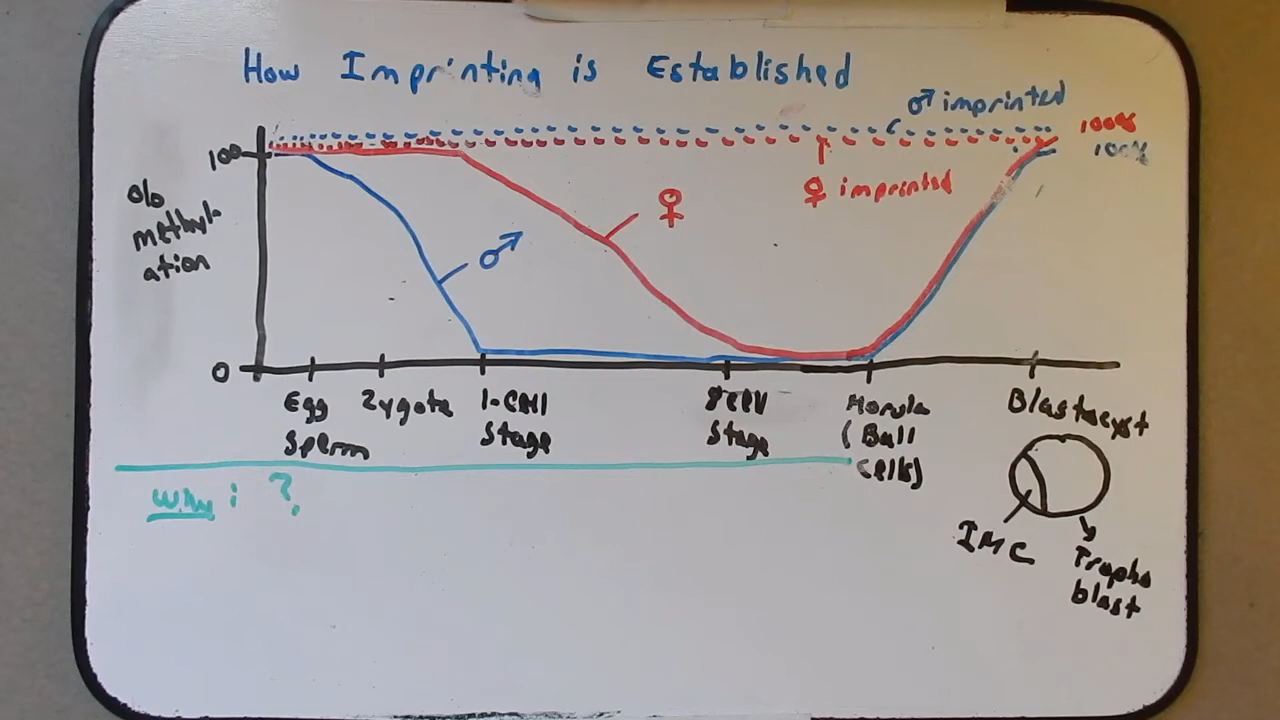 How Imprinting is Established
♂ imprinted
100%
100%
100
♀ imprinted
%
methyl-
ation
♀
♂
0
Egg
Sperm
Zygote
1-Cell
Stage
8 cell
Stage
Morula
(Ball
Cells)
Blastocyst
IMC
Tropho
blast
Why: ?